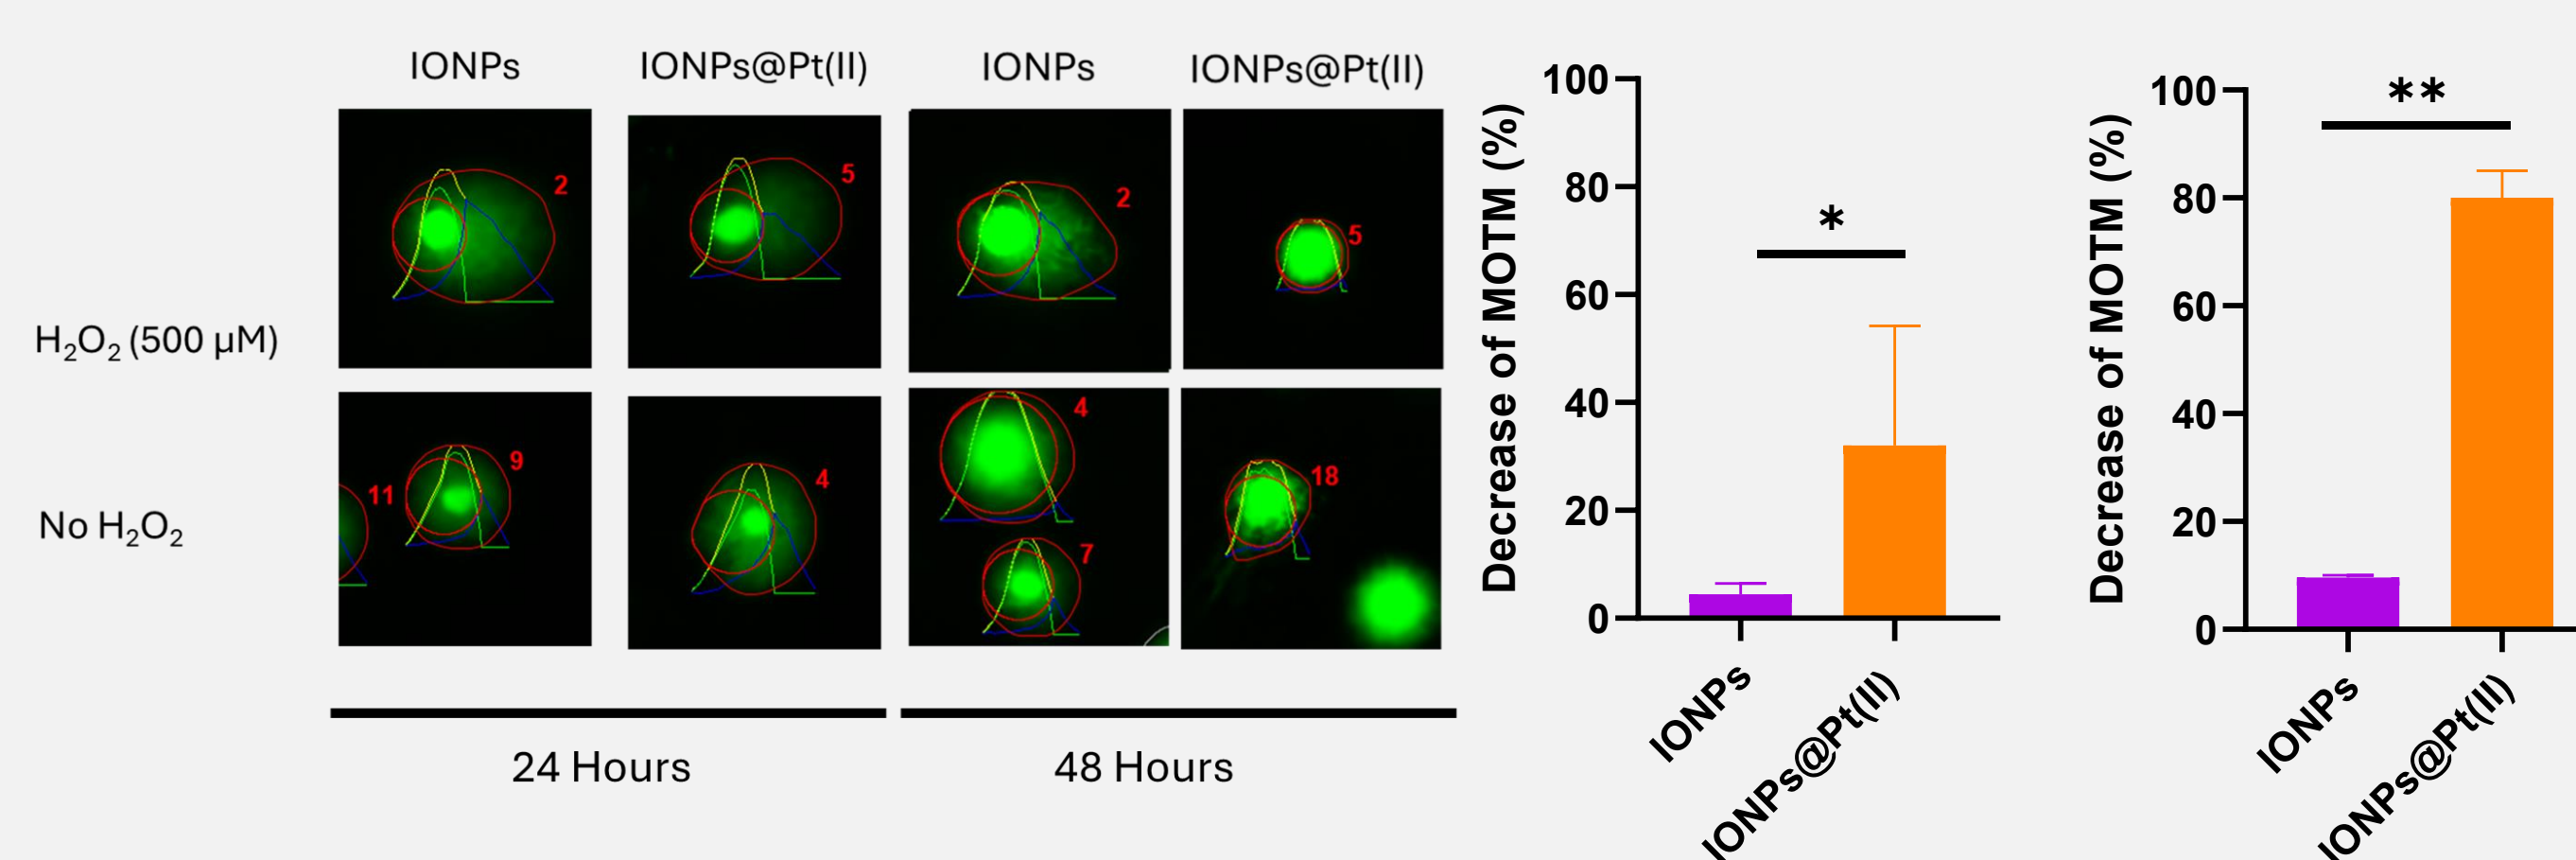 IONPs
IONPs@Pt(II)
IONPs
IONPs@Pt(II)
H₂O₂ (500 µM)
2
5
2
5
No H₂O₂
11
9
4
4
7
18
24 Hours
48 Hours
Decrease of MOTM (%)
100
80
60
40
20
0
*
IONPs
IONPs@Pt(II)
Decrease of MOTM (%)
100
80
60
40
20
0
**
IONPs
IONPs@Pt(II)